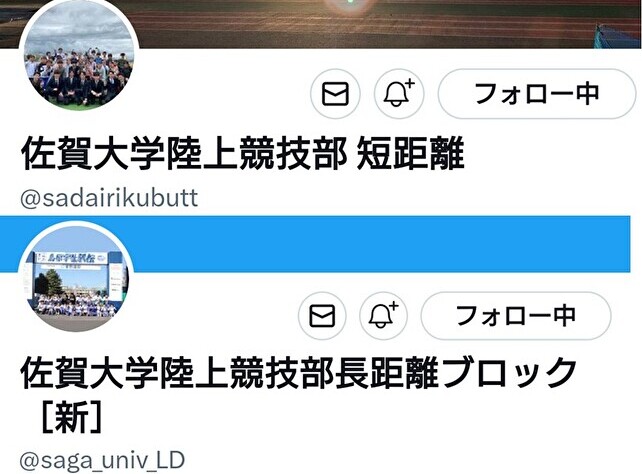 フォロー中
佐賀大学陸上競技部 短距離
@sadairikubutt
フォロー中
佐賀大学陸上競技部長距離ブロック
［新］
@saga_univ_LD